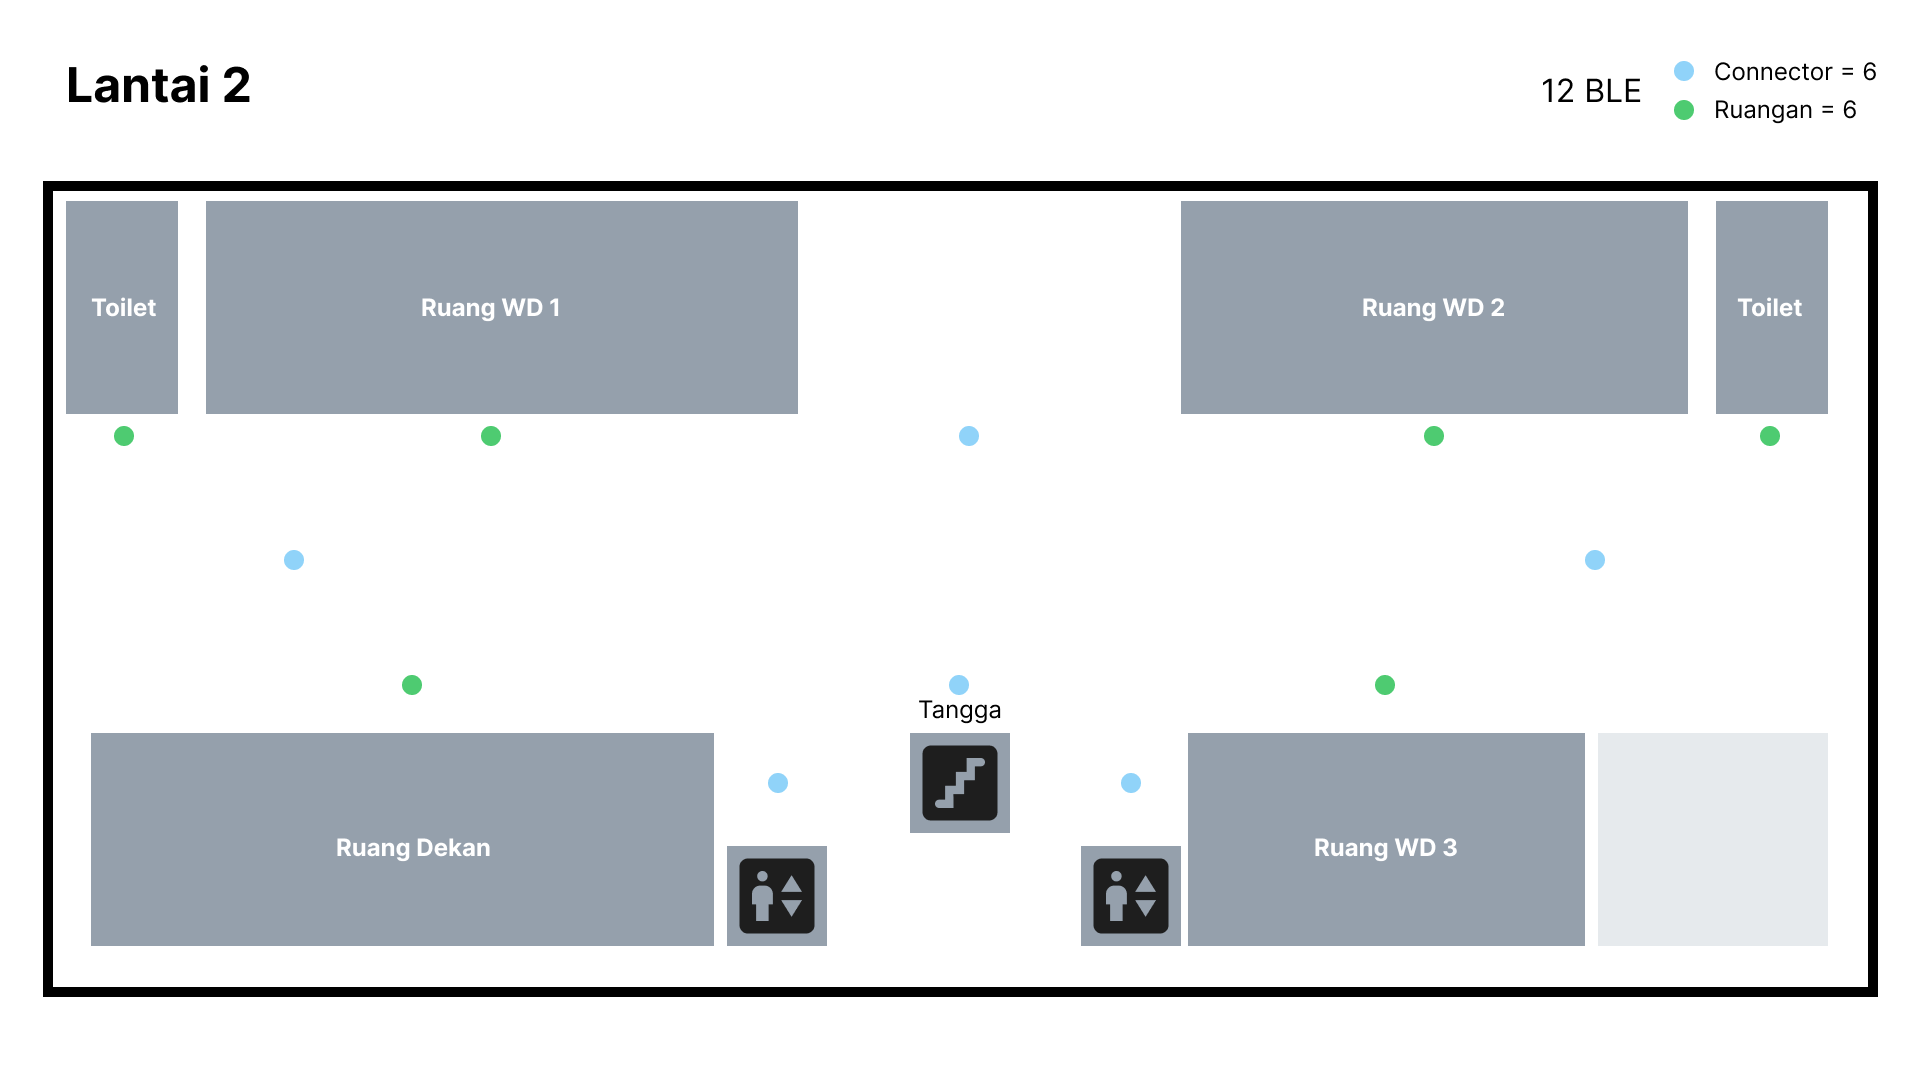 Lantai 2
12 BLE
Connector = 6
Ruangan = 6
Toilet
Ruang WD 1
Ruang WD 2
Toilet
Tangga
Ruang Dekan
Ruang WD 3